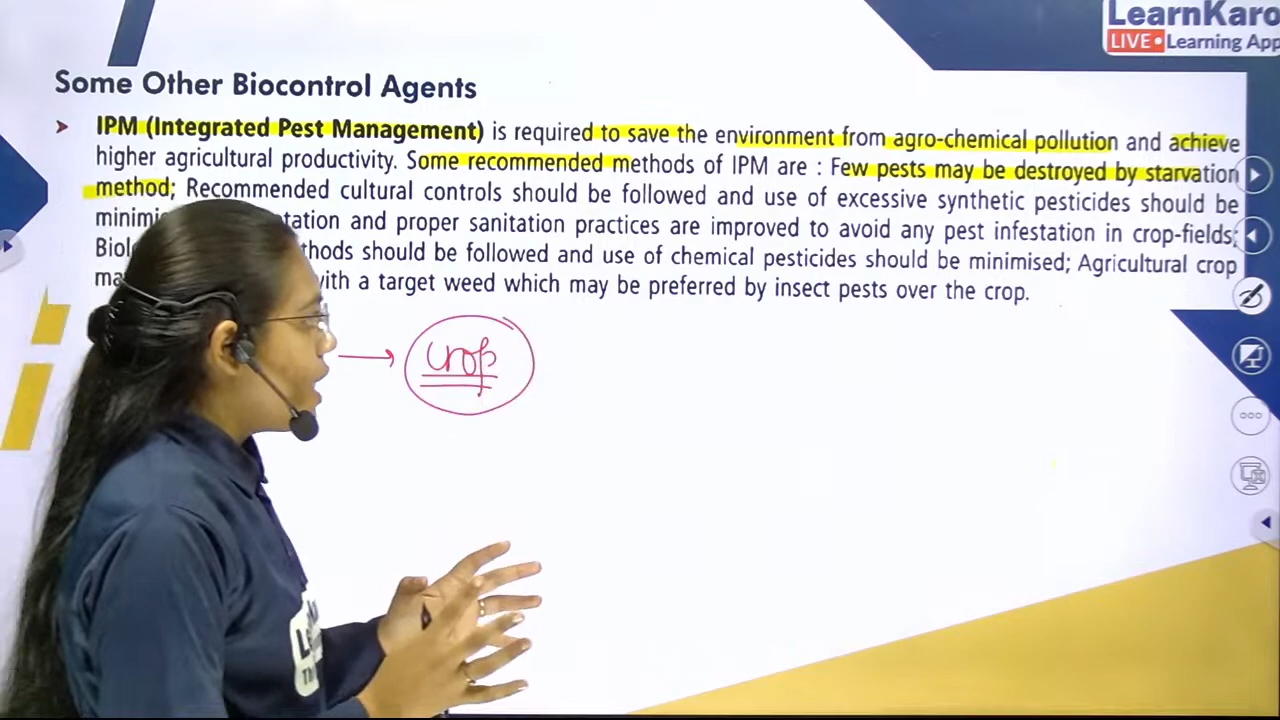 LearnKaro
LIVE • Learning App
Some Other Biocontrol Agents
➤ IPM (Integrated Pest Management) is required to save the environment from agro-chemical pollution and achieve
higher agricultural productivity. Some recommended methods of IPM are : Few pests may be destroyed by starvation
method; Recommended cultural controls should be followed and use of excessive synthetic pesticides should be
and proper sanitation practices are improved to avoid any pest infestation in crop-fields;
should be followed and use of chemical pesticides should be minimised; Agricultural crop
with a target weed which may be preferred by insect pests over the crop.
crop